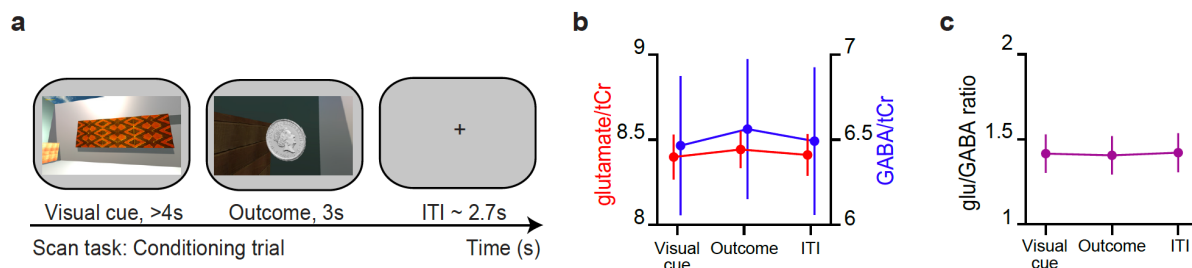 a
Visual cue, >4s
Outcome, 3s
ITI ~ 2.7s
Scan task: Conditioning trial
Time (s)
b
glutamate/tCr
9
8.5
8
GABA/tCr
7
6.5
6
Visual
cue
Outcome
ITI
c
glu/GABA ratio
2
1.5
1
Visual
cue
Outcome
ITI